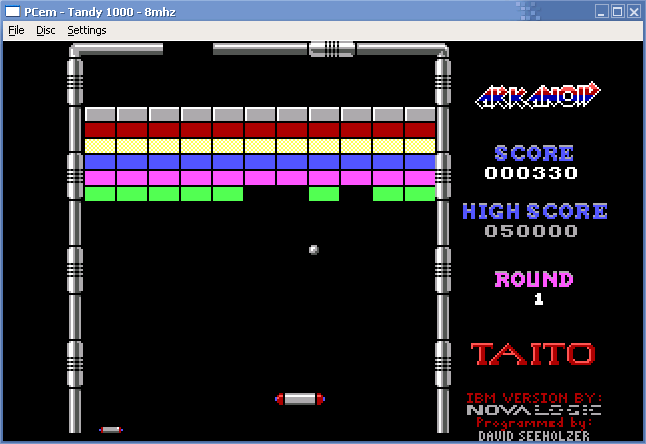 PCem - Tandy 1000 - 8mhz
File Disc Settings
ARKANOID
SCORE
000330
HIGH SCORE
050000
ROUND
1
TAITO
IBM VERSION BY:
NOVALOGIC
Programmed by:
DAVID SEEHOLZER